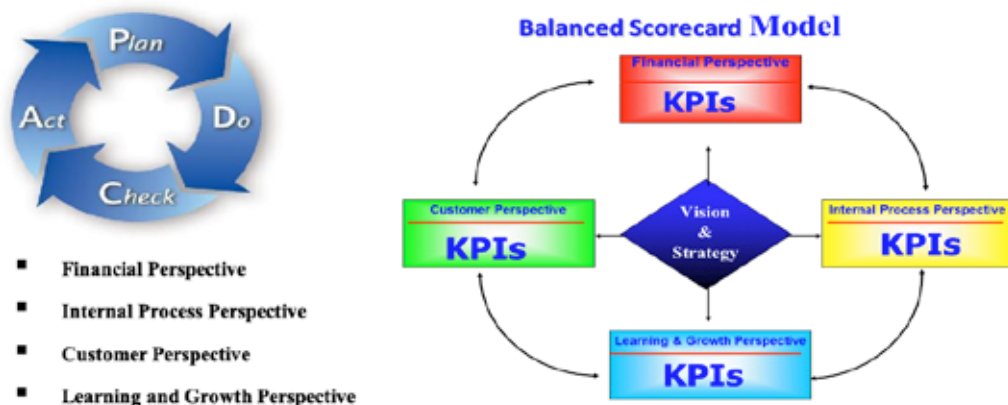 Plan
Do
Check
Act
Financial Perspective
Internal Process Perspective
Customer Perspective
Learning and Growth Perspective
Balanced Scorecard Model
Financial Perspective
KPIs
Customer Perspective
KPIs
Vision
&
Strategy
Internal Process Perspective
KPIs
Learning & Growth Perspective
KPIs